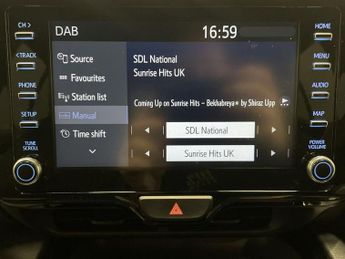 DAB
16:59
CH >
< TRACK
PHONE
SETUP
TUNE
SCROLL
Source
Favourites
Station list
Manual
Time shift
SDL National
Sunrise Hits UK
Coming Up on Sunrise Hits - Bekhabreya* by Shiraz Upp
SDL National
Sunrise Hits UK
HOME
MENU
AUDIO
MAP
POWER
VOLUME